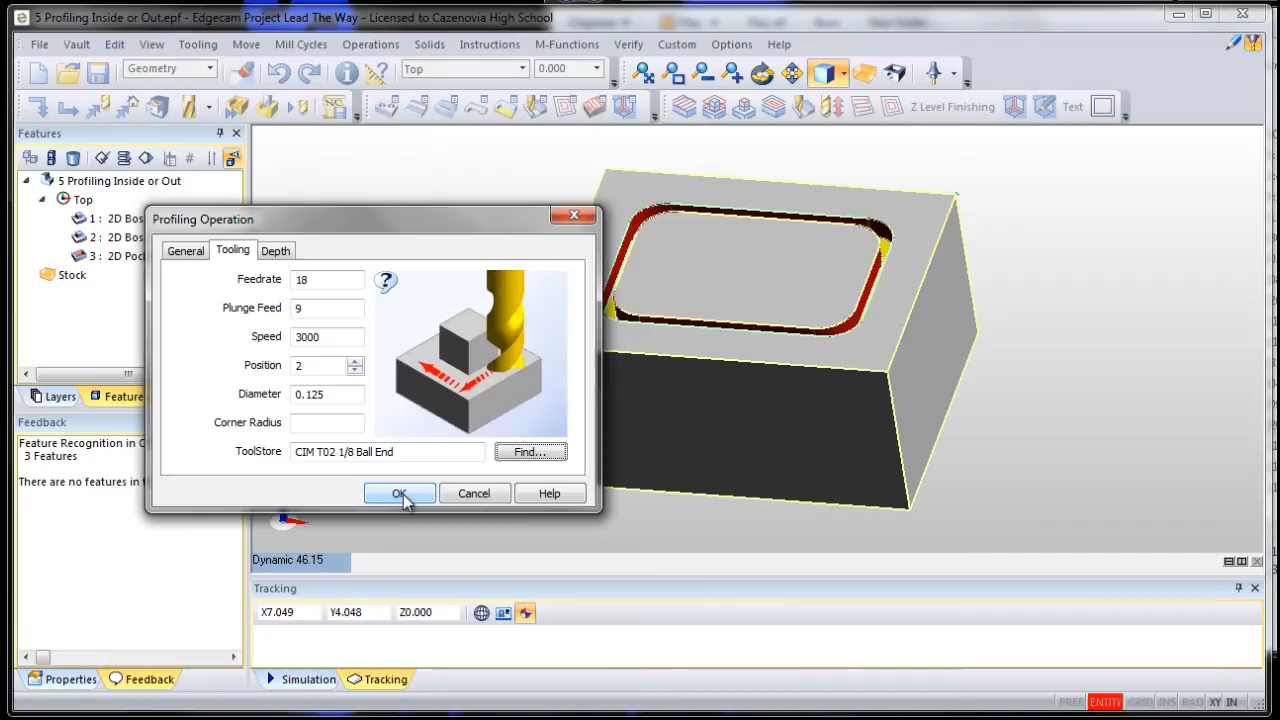 5 Profiling Inside or Out.epf - Edgecam Project Lead The Way - Licensed to Cazenovia High School
File Vault Edit View Tooling Move Mill Cycles Operations Solids Instructions M-Functions Verify Custom Options Help
Geometry Top 0.000
Z Level Finishing Text
Features
5 Profiling Inside or Out
Top
1 : 2D Bos
2 : 2D Bos
3 : 2D Poc
Stock
Layers Feature
Feedback
Feature Recognition in C
3 Features
There are no features in t
Properties Feedback
Profiling Operation
General Tooling Depth
Feedrate 18
Plunge Feed 9
Speed 3000
Position 2
Diameter 0.125
Corner Radius
ToolStore CIM T02 1/8 Ball End Find...
OK Cancel Help
Dynamic 46.15
Tracking
X7.049 Y4.048 Z0.000
Simulation Tracking
FREE ENTITY GRID INS RAD XY IN